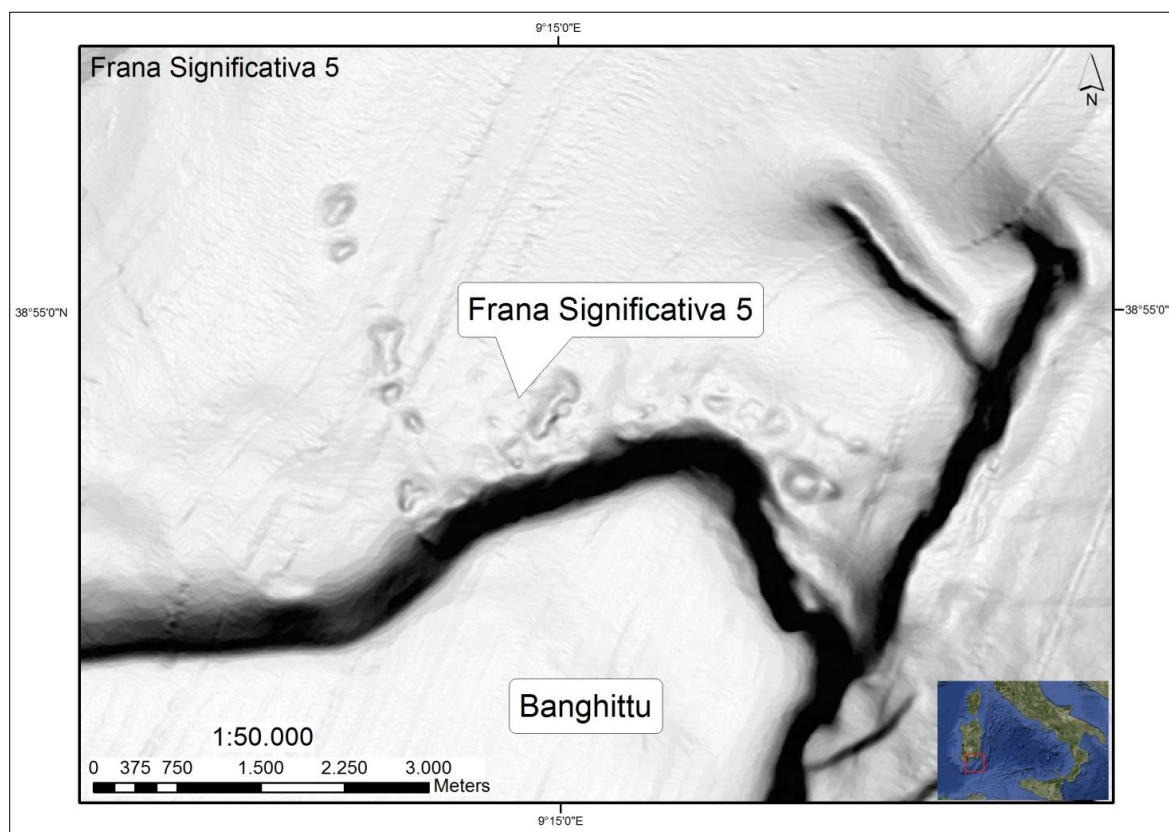 9°15'0"E
Frana Significativa 5
N
38°55'0"N
38°55'0"N
Frana Significativa 5
Banghittu
1:50.000
0 375 750 1.500 2.250 3.000
Meters
9°15'0"E